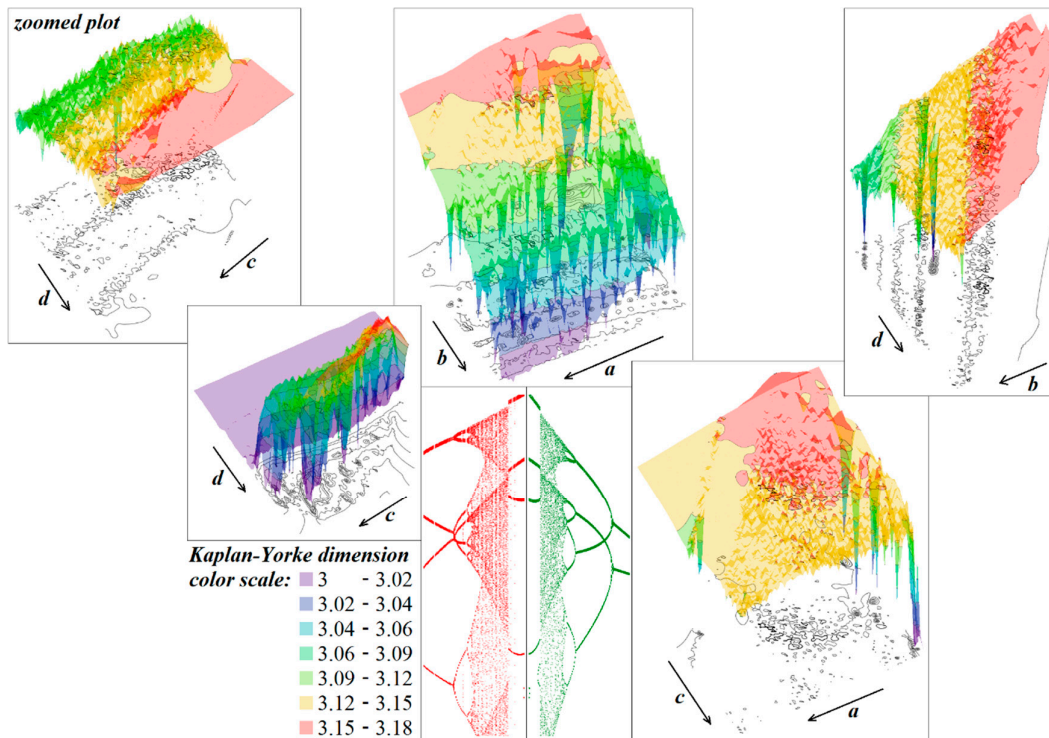 zoomed plot
d
c
b
a
d
b
d
c
c
a
Kaplan-Yorke dimension
color scale:
3 - 3.02
3.02 - 3.04
3.04 - 3.06
3.06 - 3.09
3.09 - 3.12
3.12 - 3.15
3.15 - 3.18